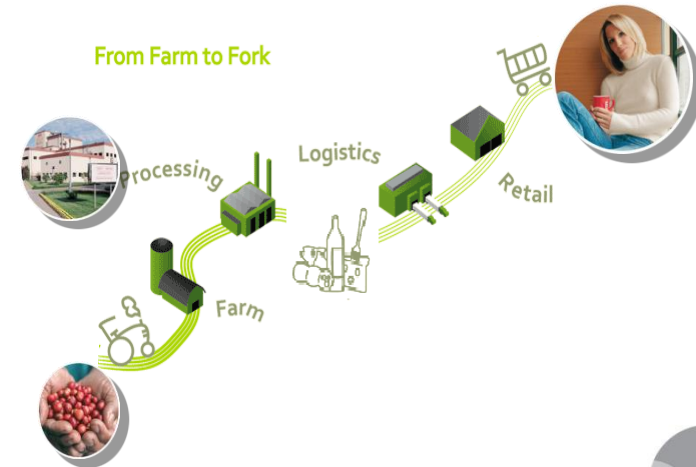 From Farm to Fork
Processing
Logistics
Retail
Farm